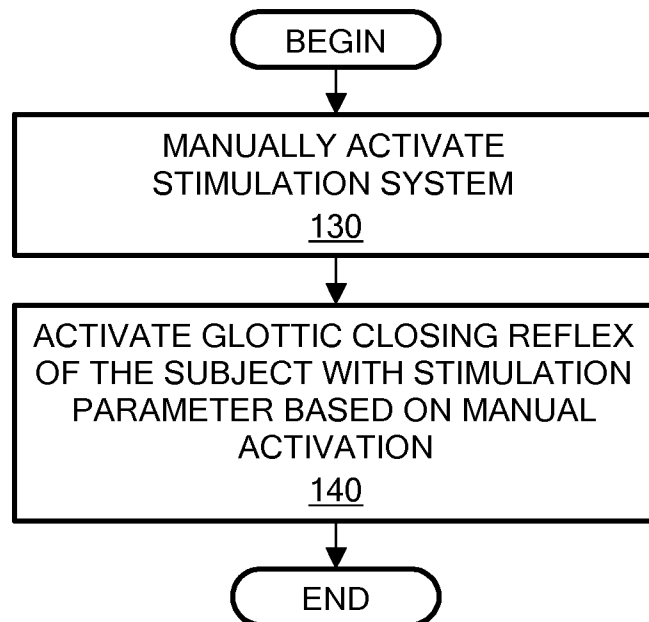 BEGIN
MANUALLY ACTIVATE
STIMULATION SYSTEM
130
ACTIVATE GLOTTIC CLOSING REFLEX
OF THE SUBJECT WITH STIMULATION
PARAMETER BASED ON MANUAL
ACTIVATION
140
END